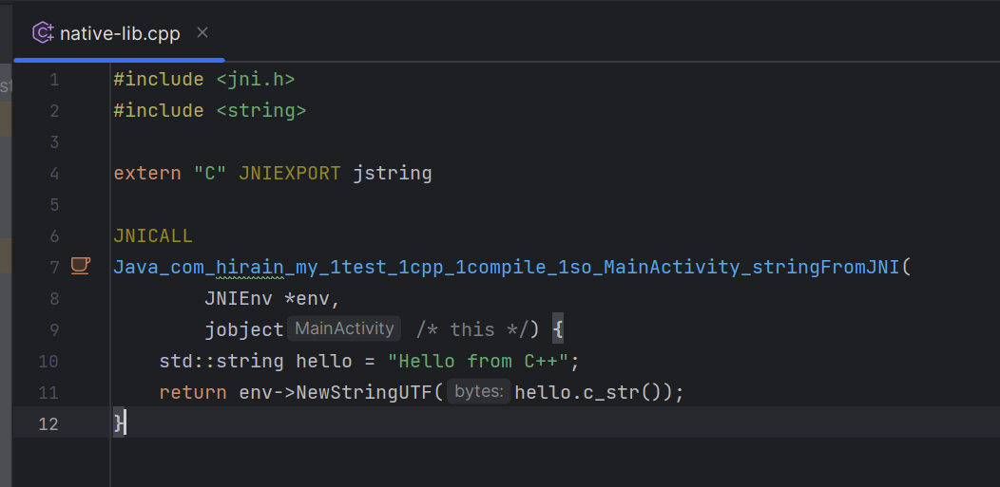 native-lib.cpp
1 #include <jni.h>
2 #include <string>
3
4 extern "C" JNIEXPORT jstring
5
6 JNICALL
7 Java_com_hirain_my_1test_1cpp_1compile_1so_MainActivity_stringFromJNI(
8 JNIEnv *env,
9 jobject MainActivity /* this */) {
10 std::string hello = "Hello from C++";
11 return env->NewStringUTF( bytes: hello.c_str());
12 }